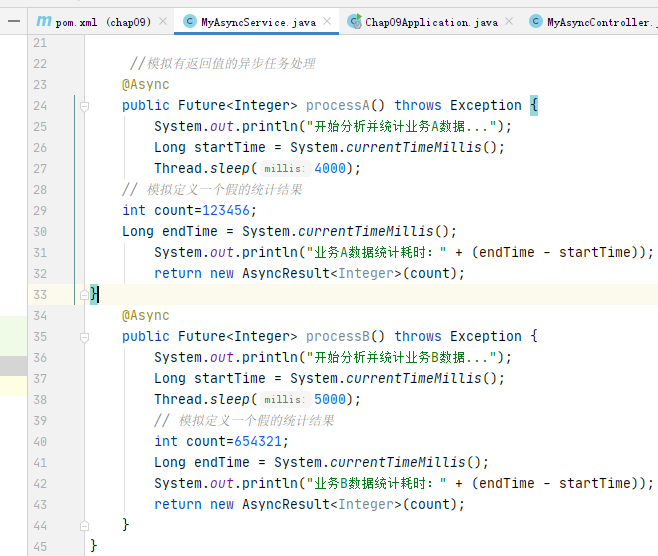 pom.xml (chap09) × MyAsyncService.java × Chap09Application.java × MyAsyncController.
21
22 //模拟有返回值的异步任务处理
23 @Async
24 public Future<Integer> processA() throws Exception {
25 System.out.println("开始分析并统计业务A数据...");
26 Long startTime = System.currentTimeMillis();
27 Thread.sleep( millis: 4000);
28 // 模拟定义一个假的统计结果
29 int count=123456;
30 Long endTime = System.currentTimeMillis();
31 System.out.println("业务A数据统计耗时：" + (endTime - startTime));
32 return new AsyncResult<Integer>(count);
33 }
34 @Async
35 public Future<Integer> processB() throws Exception {
36 System.out.println("开始分析并统计业务B数据...");
37 Long startTime = System.currentTimeMillis();
38 Thread.sleep( millis: 5000);
39 // 模拟定义一个假的统计结果
40 int count=654321;
41 Long endTime = System.currentTimeMillis();
42 System.out.println("业务B数据统计耗时：" + (endTime - startTime));
43 return new AsyncResult<Integer>(count);
44 }
45 }